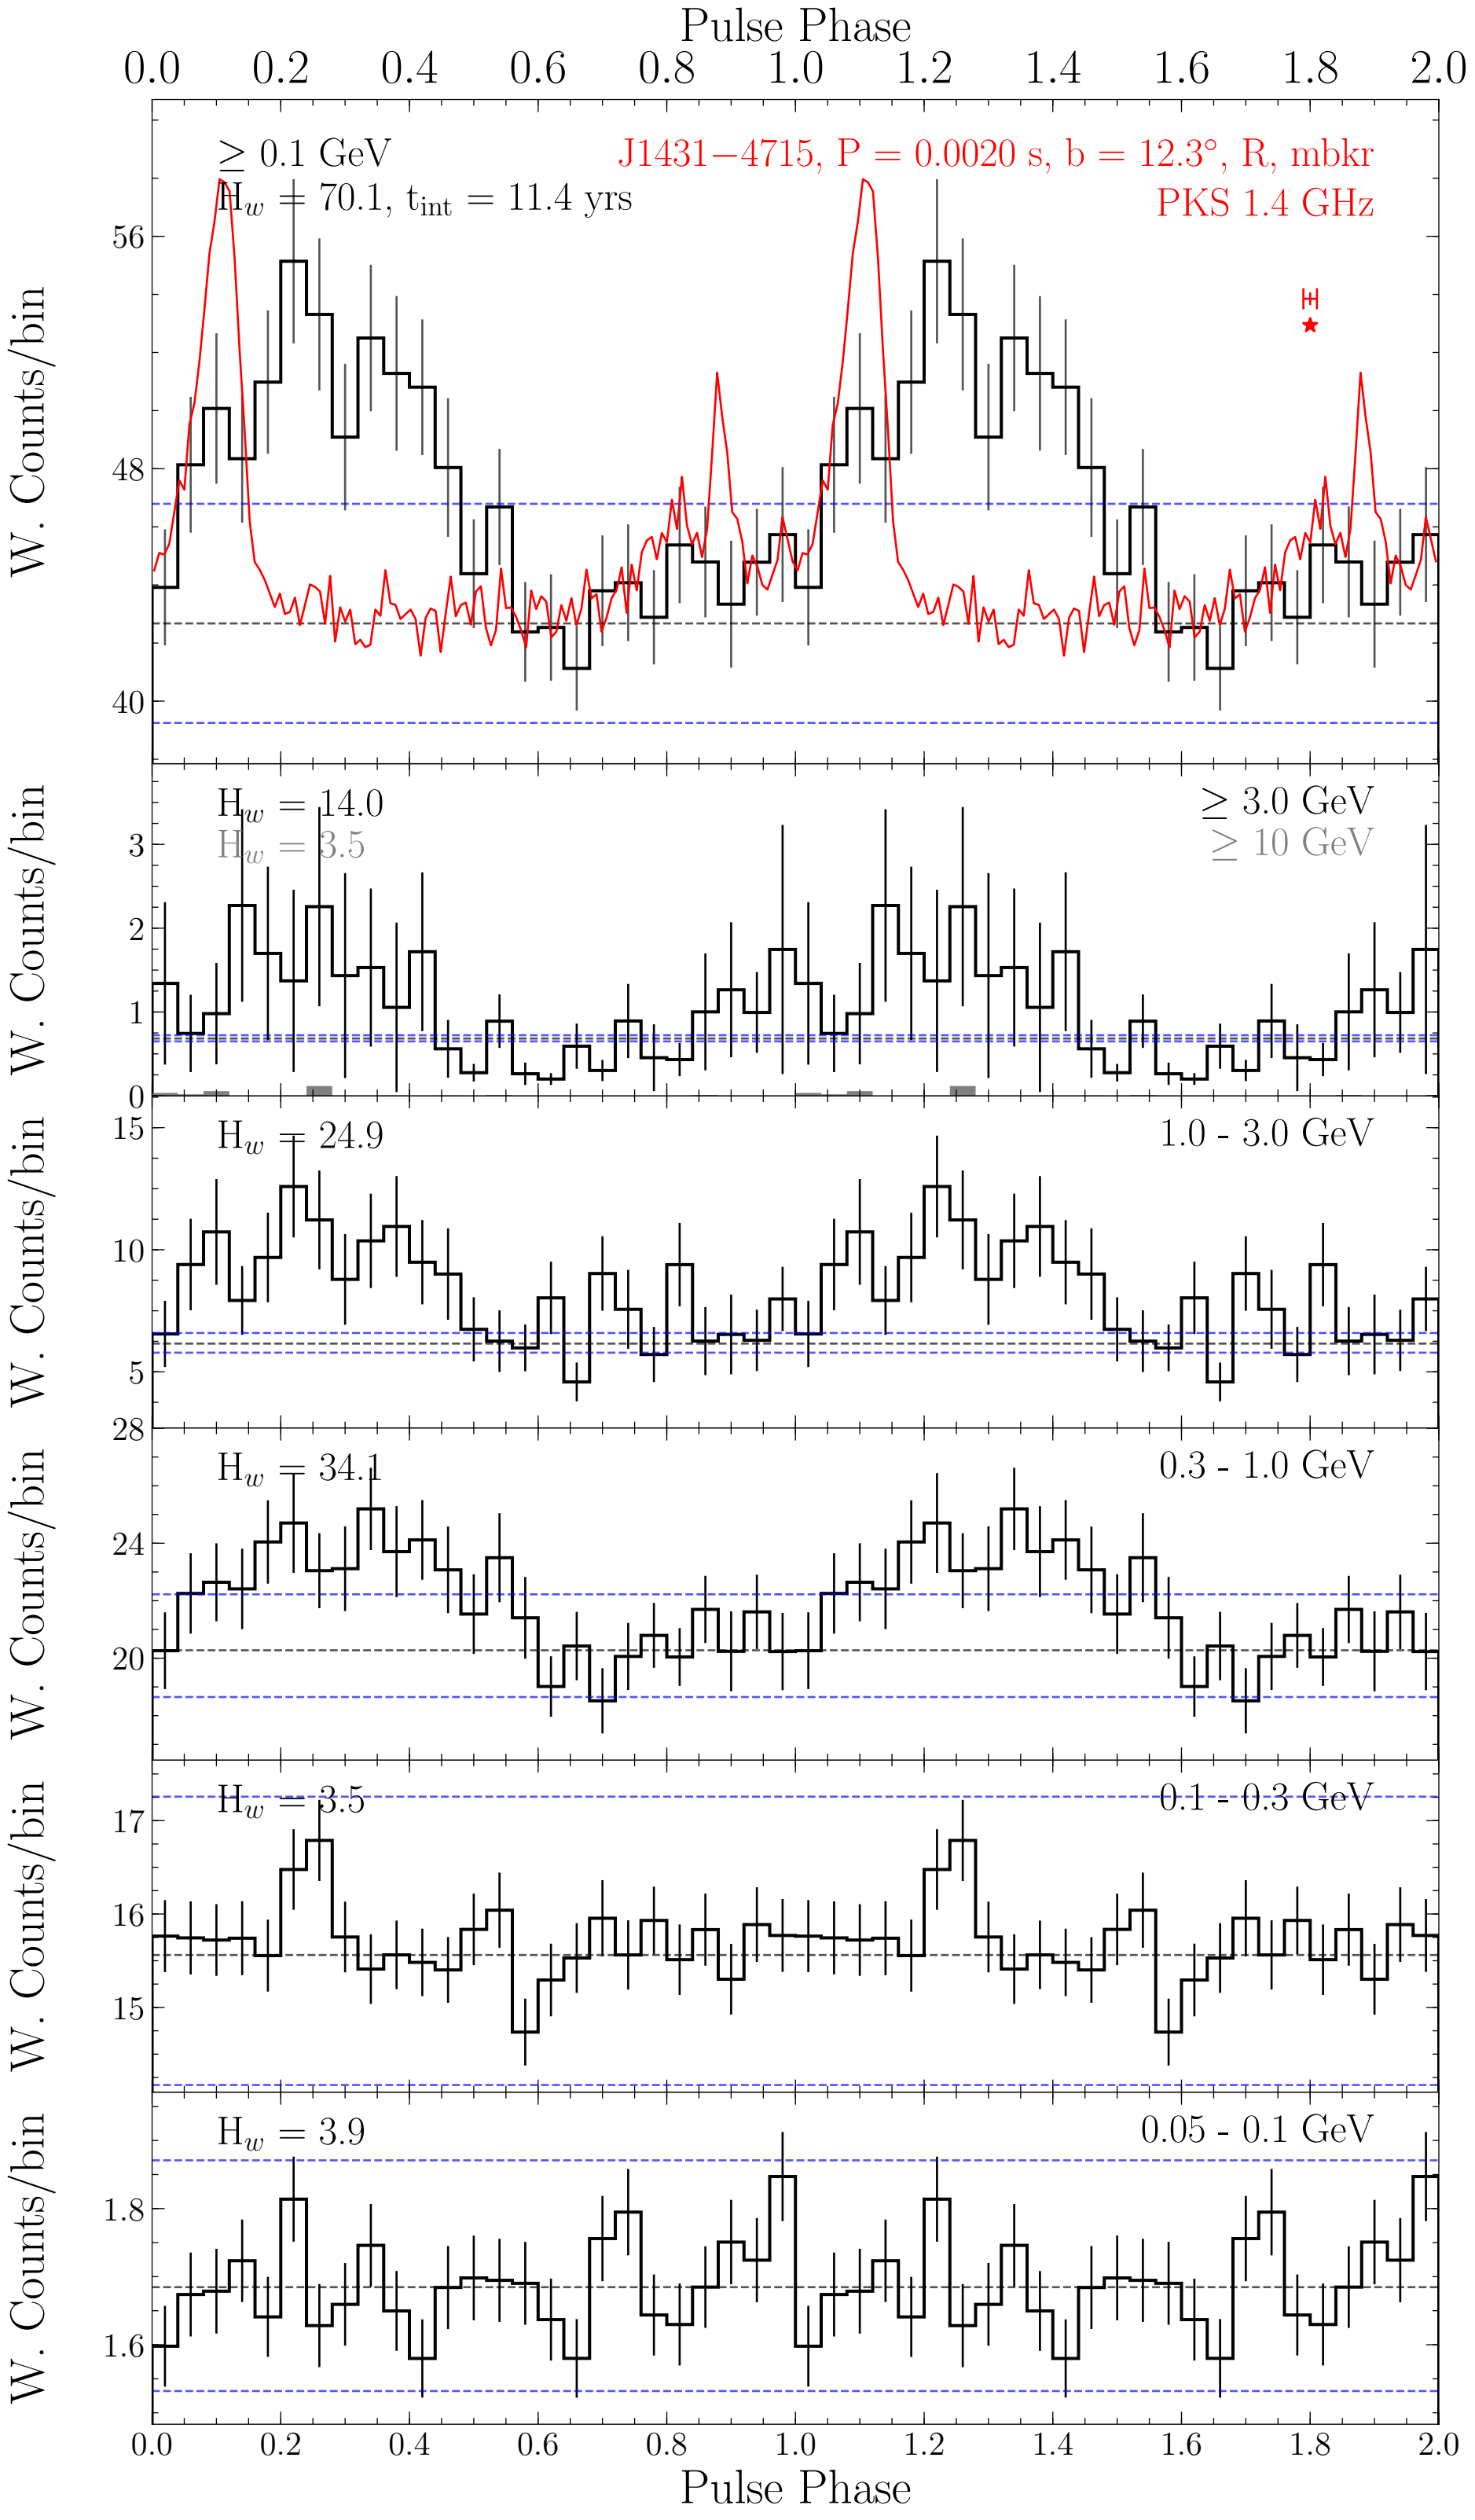 Pulse Phase
0.0 0.2 0.4 0.6 0.8 1.0 1.2 1.4 1.6 1.8 2.0
≥ 0.1 GeV
J1431−4715, P = 0.0020 s, b = 12.3°, R, mbkr
H_w = 70.1, t_int = 11.4 yrs
PKS 1.4 GHz
W. Counts/bin
56
48
40
H_w = 14.0
≥ 3.0 GeV
H_w = 3.5
≥ 10 GeV
W. Counts/bin
3
2
1
0
H_w = 24.9
1.0 - 3.0 GeV
W. Counts/bin
15
10
5
H_w = 34.1
0.3 - 1.0 GeV
W. Counts/bin
28
24
20
H_w = 3.5
0.1 - 0.3 GeV
W. Counts/bin
17
16
15
H_w = 3.9
0.05 - 0.1 GeV
W. Counts/bin
1.8
1.6
0.0 0.2 0.4 0.6 0.8 1.0 1.2 1.4 1.6 1.8 2.0
Pulse Phase